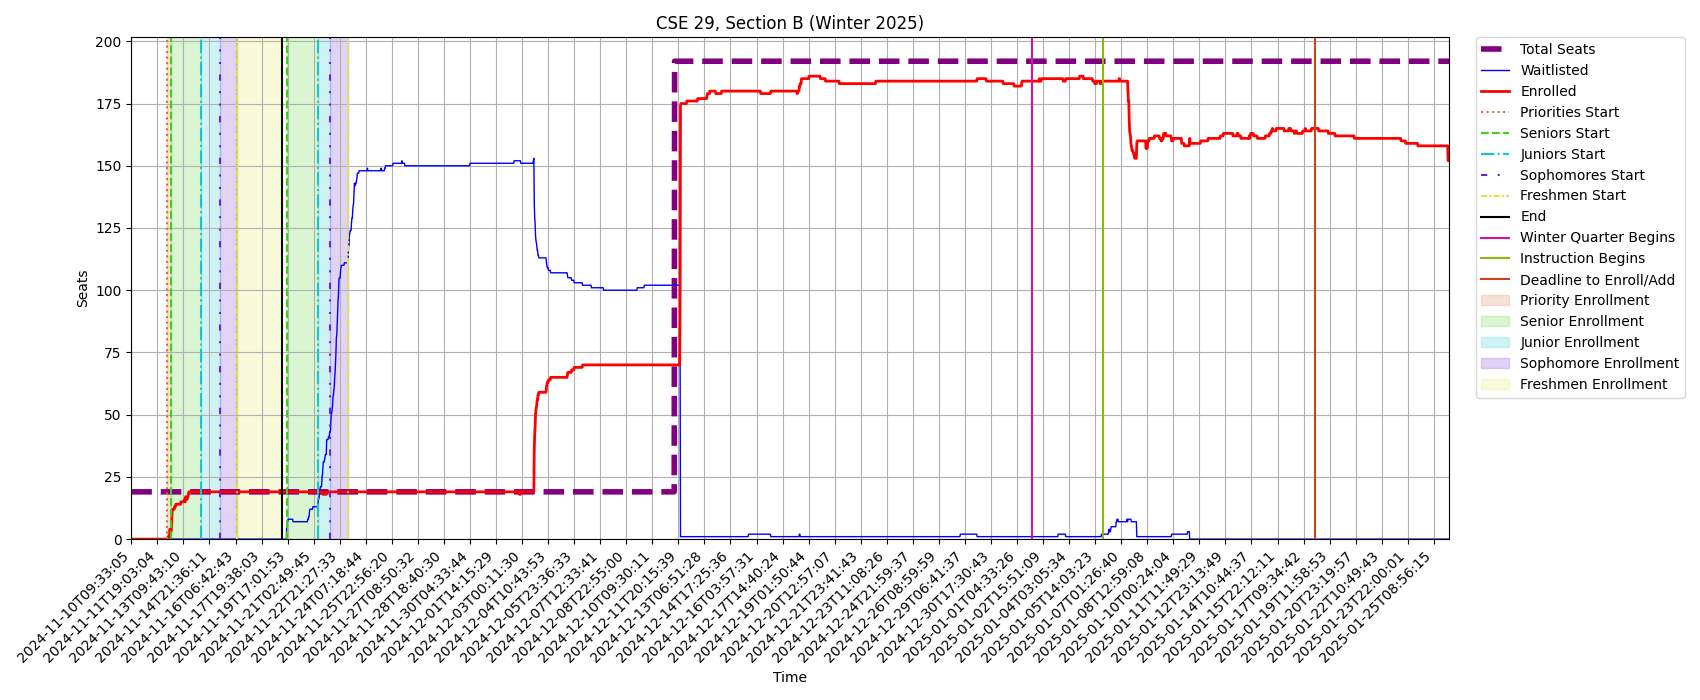 CSE 29, Section B (Winter 2025)
200
175
150
125
100
75
50
25
0
Seats
2024-11-10T09:33:05
2024-11-11T19:03:04
2024-11-13T09:43:10
2024-11-14T21:36:11
2024-11-16T06:42:43
2024-11-17T19:38:03
2024-11-19T17:01:53
2024-11-21T02:49:45
2024-11-22T21:27:33
2024-11-24T07:18:44
2024-11-25T22:56:20
2024-11-27T08:50:32
2024-11-28T18:40:30
2024-11-30T04:33:44
2024-12-01T14:15:29
2024-12-03T00:11:30
2024-12-04T10:43:53
2024-12-05T23:36:33
2024-12-07T12:33:41
2024-12-08T22:55:00
2024-12-10T09:30:11
2024-12-11T20:15:39
2024-12-13T06:51:28
2024-12-14T17:25:36
2024-12-16T03:57:31
2024-12-17T14:40:24
2024-12-19T01:50:44
2024-12-20T12:57:07
2024-12-21T23:41:43
2024-12-23T11:08:26
2024-12-24T21:59:37
2024-12-26T08:59:59
2024-12-29T06:41:37
2024-12-30T17:30:43
2025-01-01T04:33:26
2025-01-02T15:51:09
2025-01-04T03:05:34
2025-01-05T14:03:23
2025-01-07T01:26:40
2025-01-08T12:59:08
2025-01-10T00:24:04
2025-01-11T11:49:29
2025-01-12T23:13:49
2025-01-14T10:44:37
2025-01-15T22:12:11
2025-01-17T09:34:42
2025-01-19T11:58:53
2025-01-20T23:19:57
2025-01-22T10:49:43
2025-01-23T22:00:01
2025-01-25T08:56:15
Time
Total Seats
Waitlisted
Enrolled
Priorities Start
Seniors Start
Juniors Start
Sophomores Start
Freshmen Start
End
Winter Quarter Begins
Instruction Begins
Deadline to Enroll/Add
Priority Enrollment
Senior Enrollment
Junior Enrollment
Sophomore Enrollment
Freshmen Enrollment